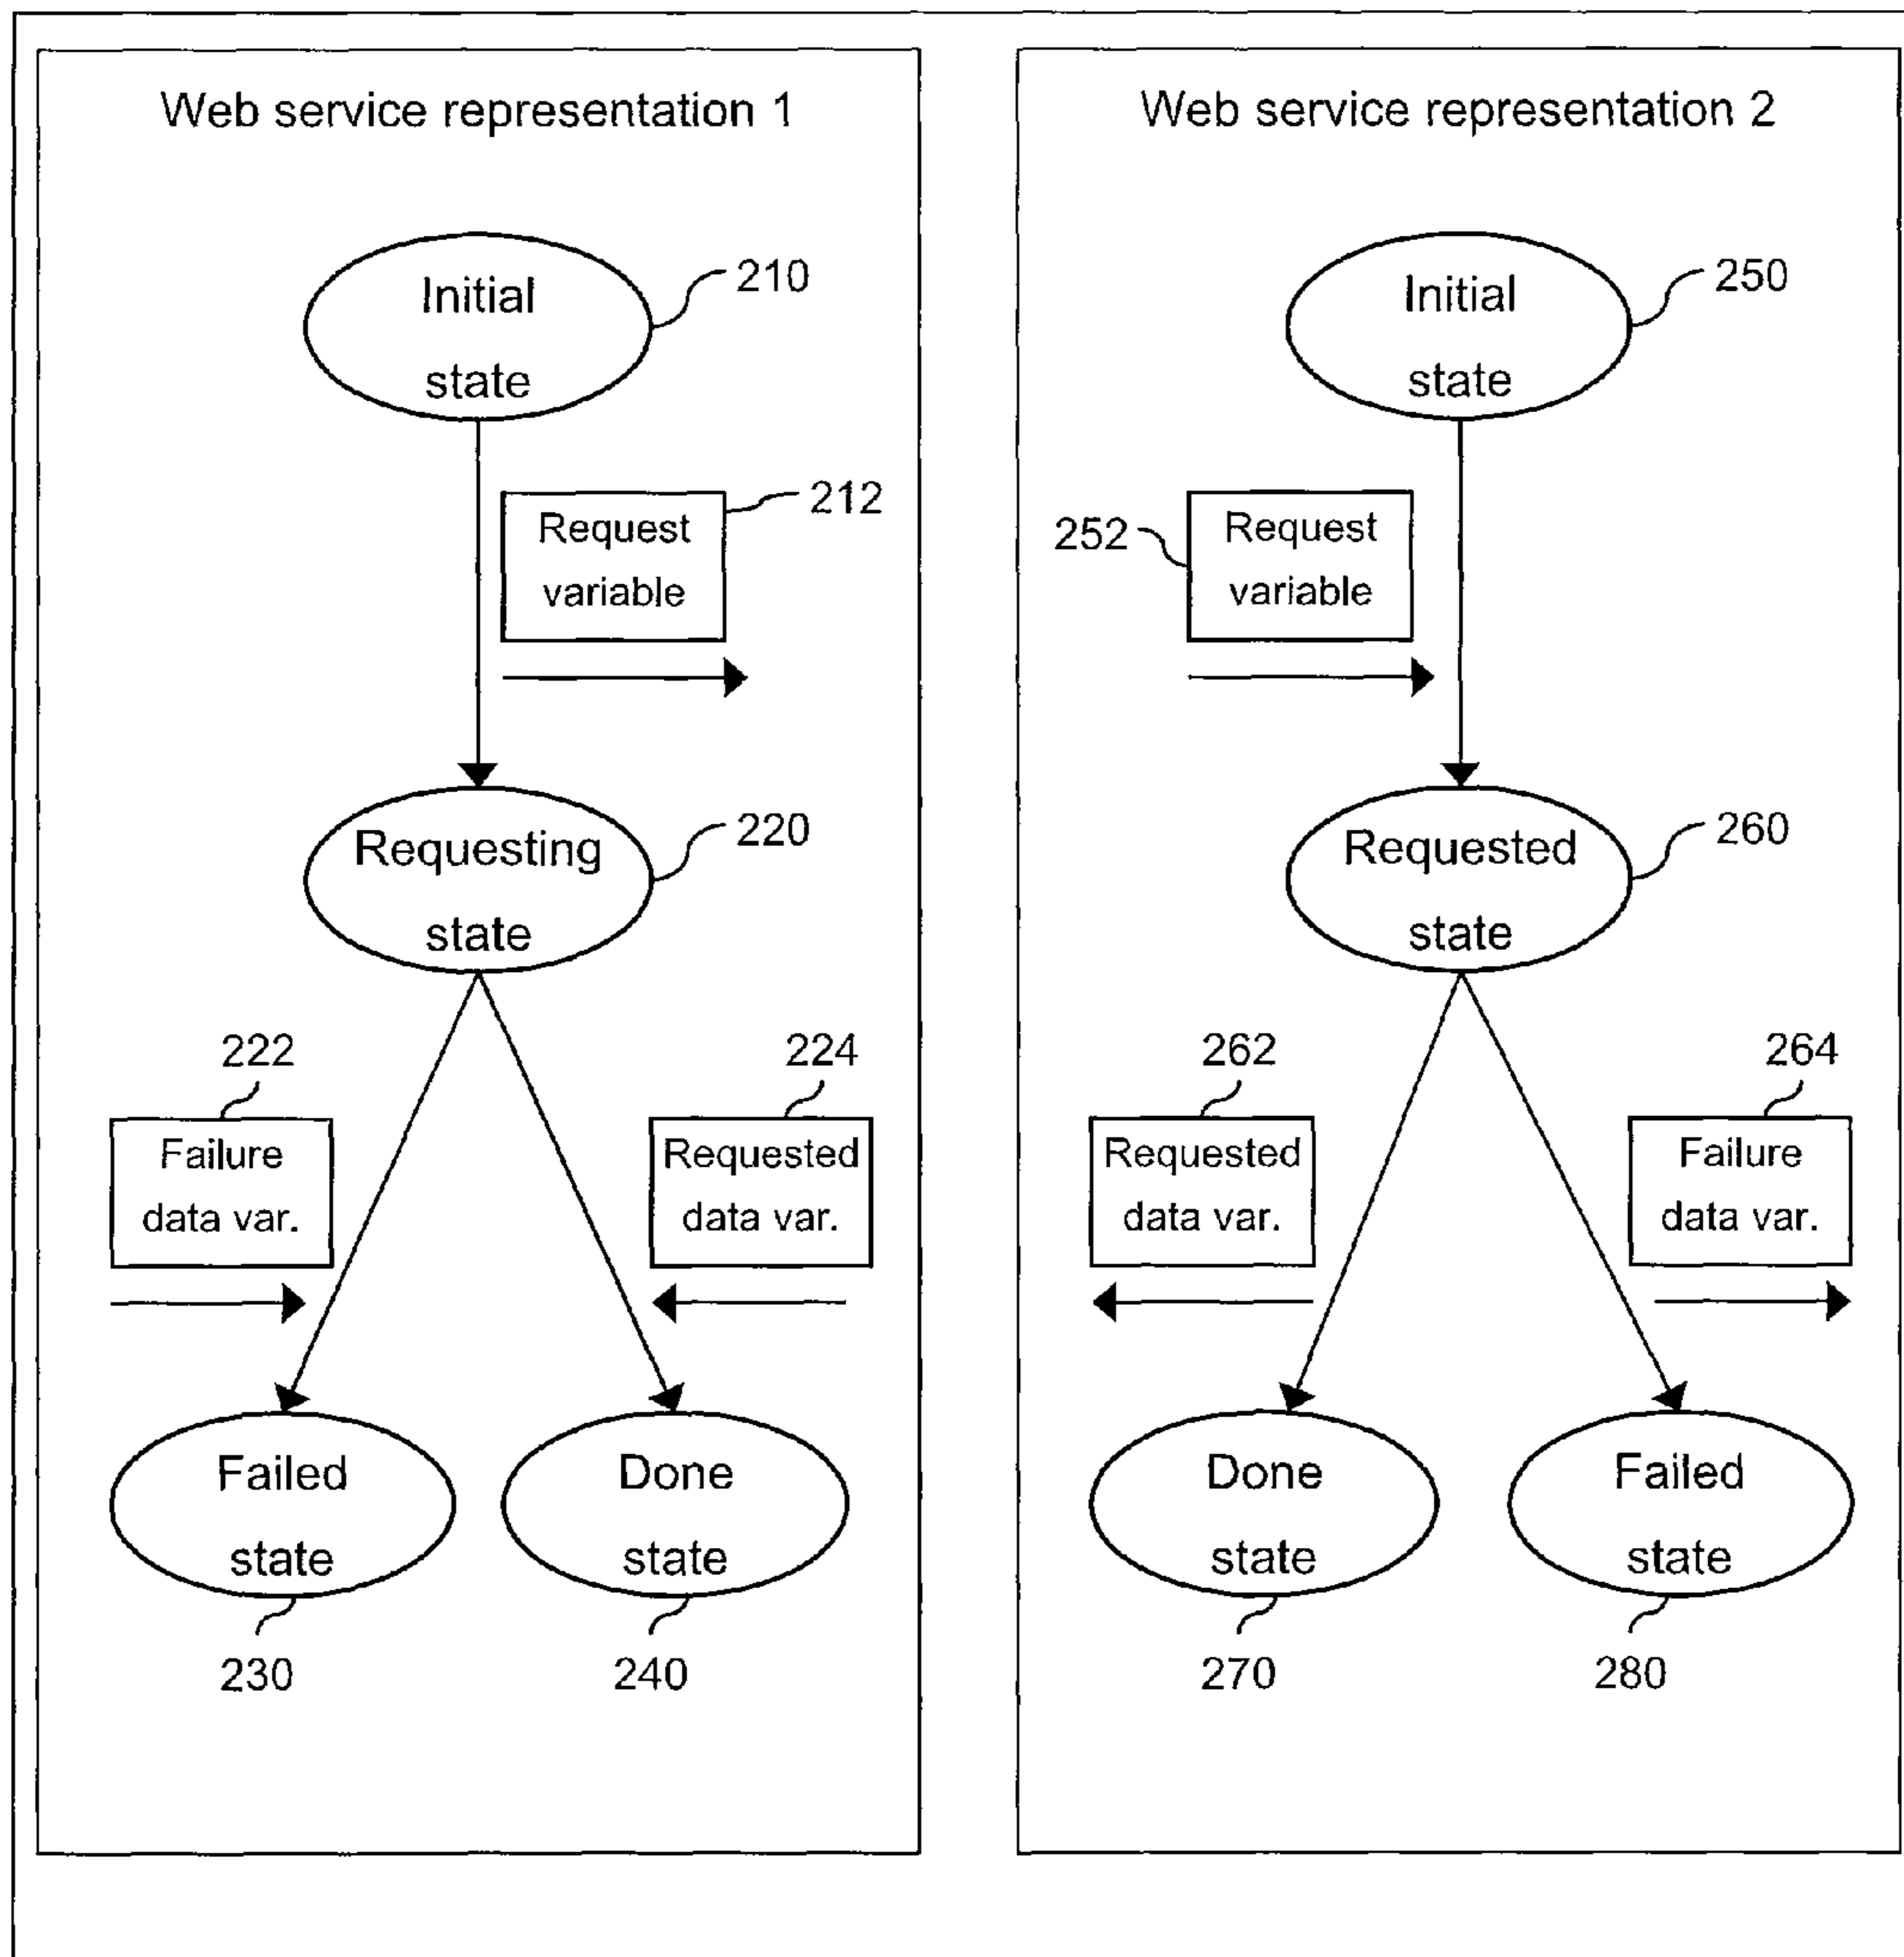 Web service representation 1
Initial
state
210
Request
variable
212
Requesting
state
220
222
Failure
data var.
224
Requested
data var.
Failed
state
230
Done
state
240
Web service representation 2
Initial
state
250
252
Request
variable
Requested
state
260
262
Requested
data var.
264
Failure
data var.
Done
state
270
Failed
state
280